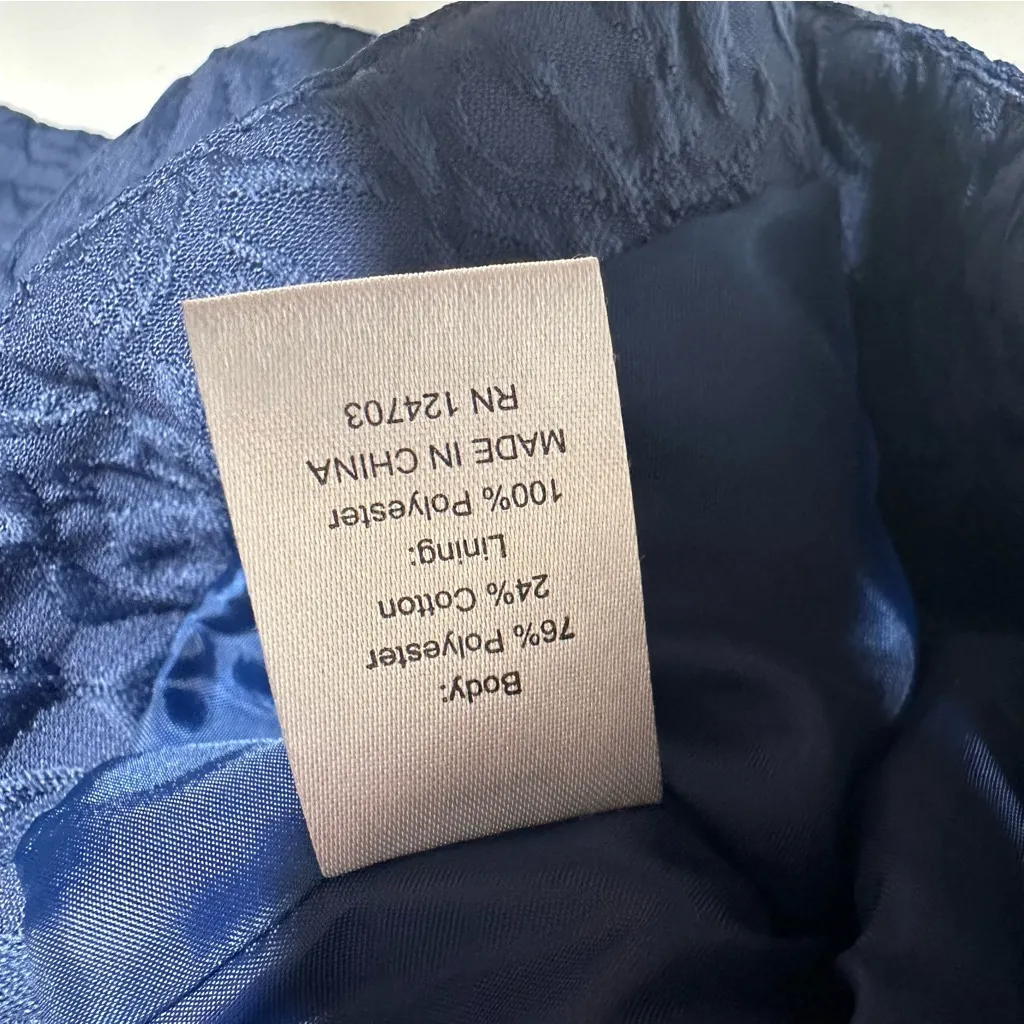 Body:
76% Polyester
24% Cotton
Lining:
100% Polyester
MADE IN CHINA
RN 124703